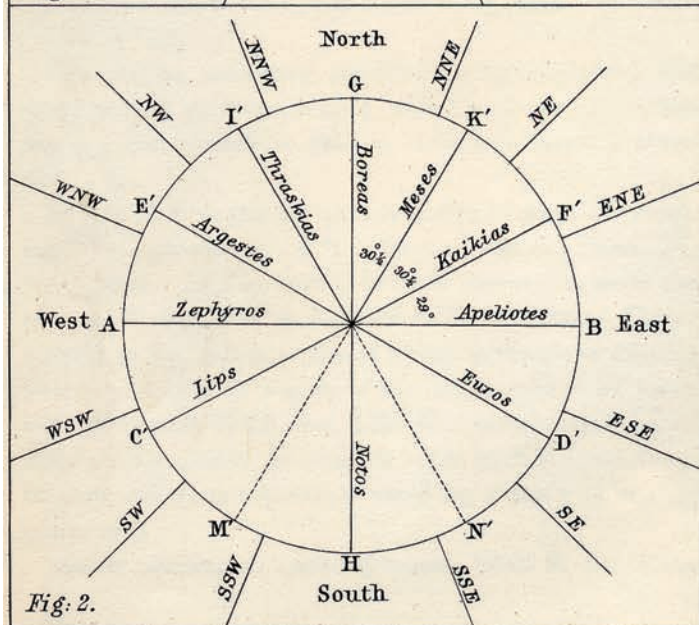 North
NNW
NNE
G
NW
I'
K'
NE
Thraskias
Boreas
Meses
WNW
E'
F'
ENE
Argestes
Kaikias
30½°
30½°
29°
West
A
Zephyros
Apeliotes
B
East
Lips
Euros
WSW
C'
D'
ESE
Notos
SW
SE
M'
N'
SSW
H
SSE
South
Fig: 2.